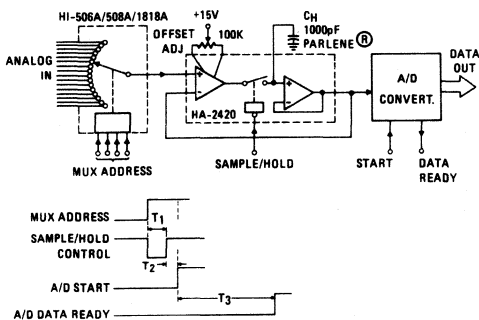 HI-506A/508A/1818A
+15V
OFFSET
ADJ
100K
CH
1000pF
PARLENE ®
ANALOG
IN
+
-
+
-
HA-2420
A/D
CONVERT.
DATA
OUT
MUX ADDRESS
SAMPLE/HOLD
START
DATA
READY
MUX ADDRESS
T1
SAMPLE/HOLD
CONTROL
T2
A/D START
T3
A/D DATA READY